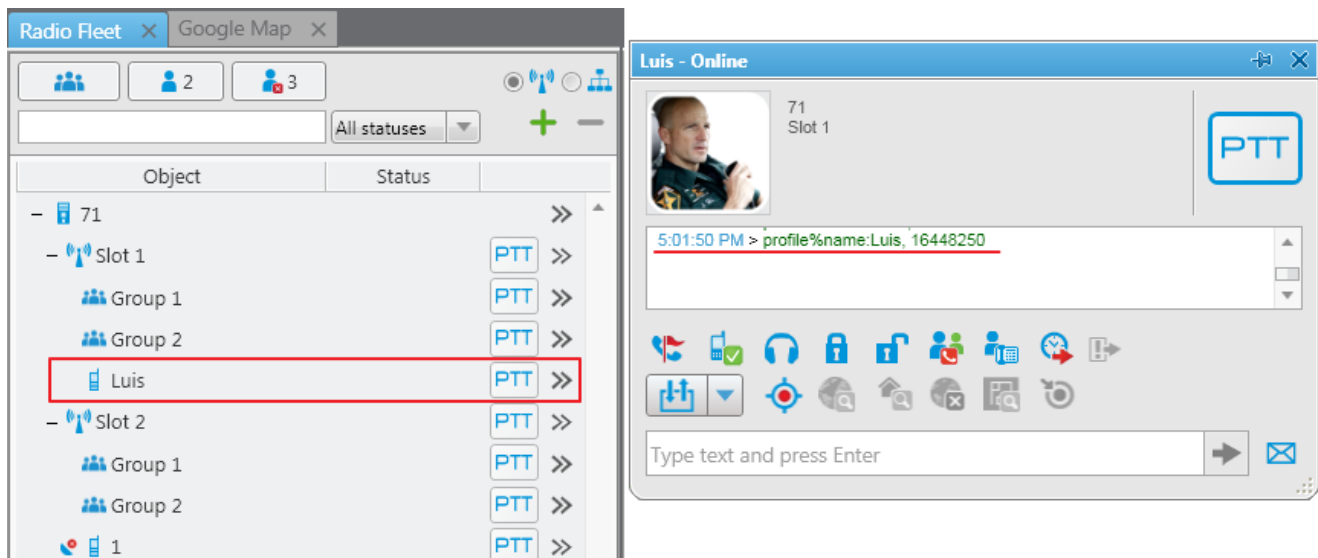 Radio Fleet
Google Map
2
3
All statuses
Object Status
71
Slot 1 PTT
Group 1 PTT
Group 2 PTT
Luis PTT
Slot 2 PTT
Group 1 PTT
Group 2 PTT
1 PTT
Luis - Online
71
Slot 1
PTT
5:01:50 PM > profile%name:Luis, 16448250
Type text and press Enter